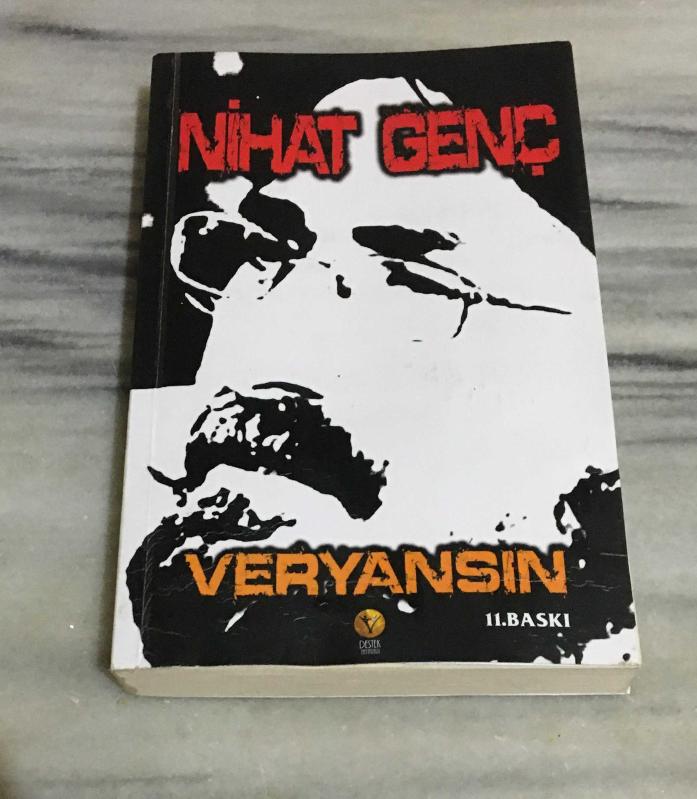 NİHAT GENÇ
VERYANSIN
11.BASKI
DESTEK